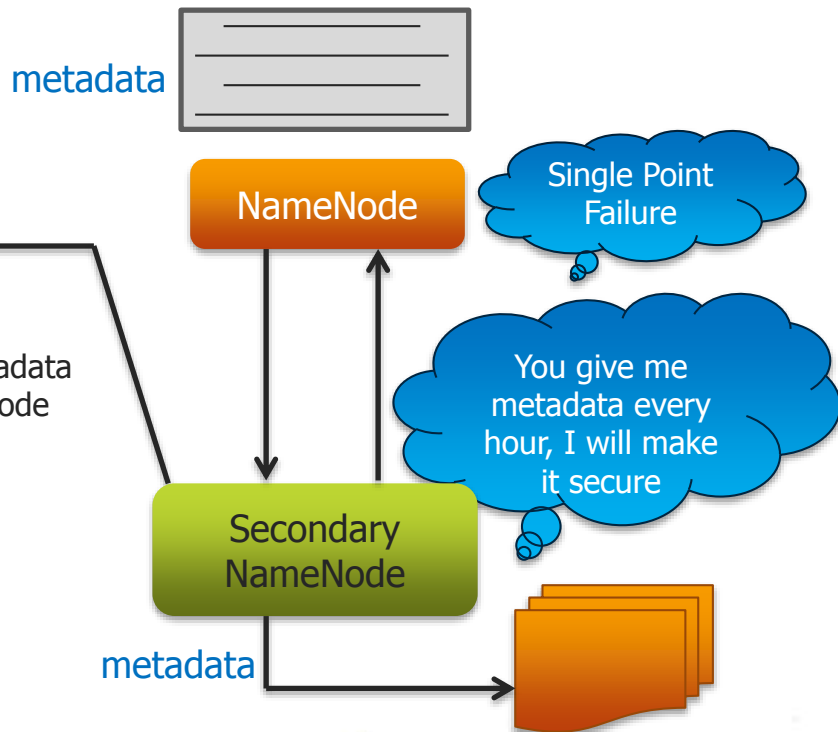 metadata
NameNode
Single Point
Failure
adata
ode
You give me
metadata every
hour, I will make
it secure
Secondary
NameNode
metadata